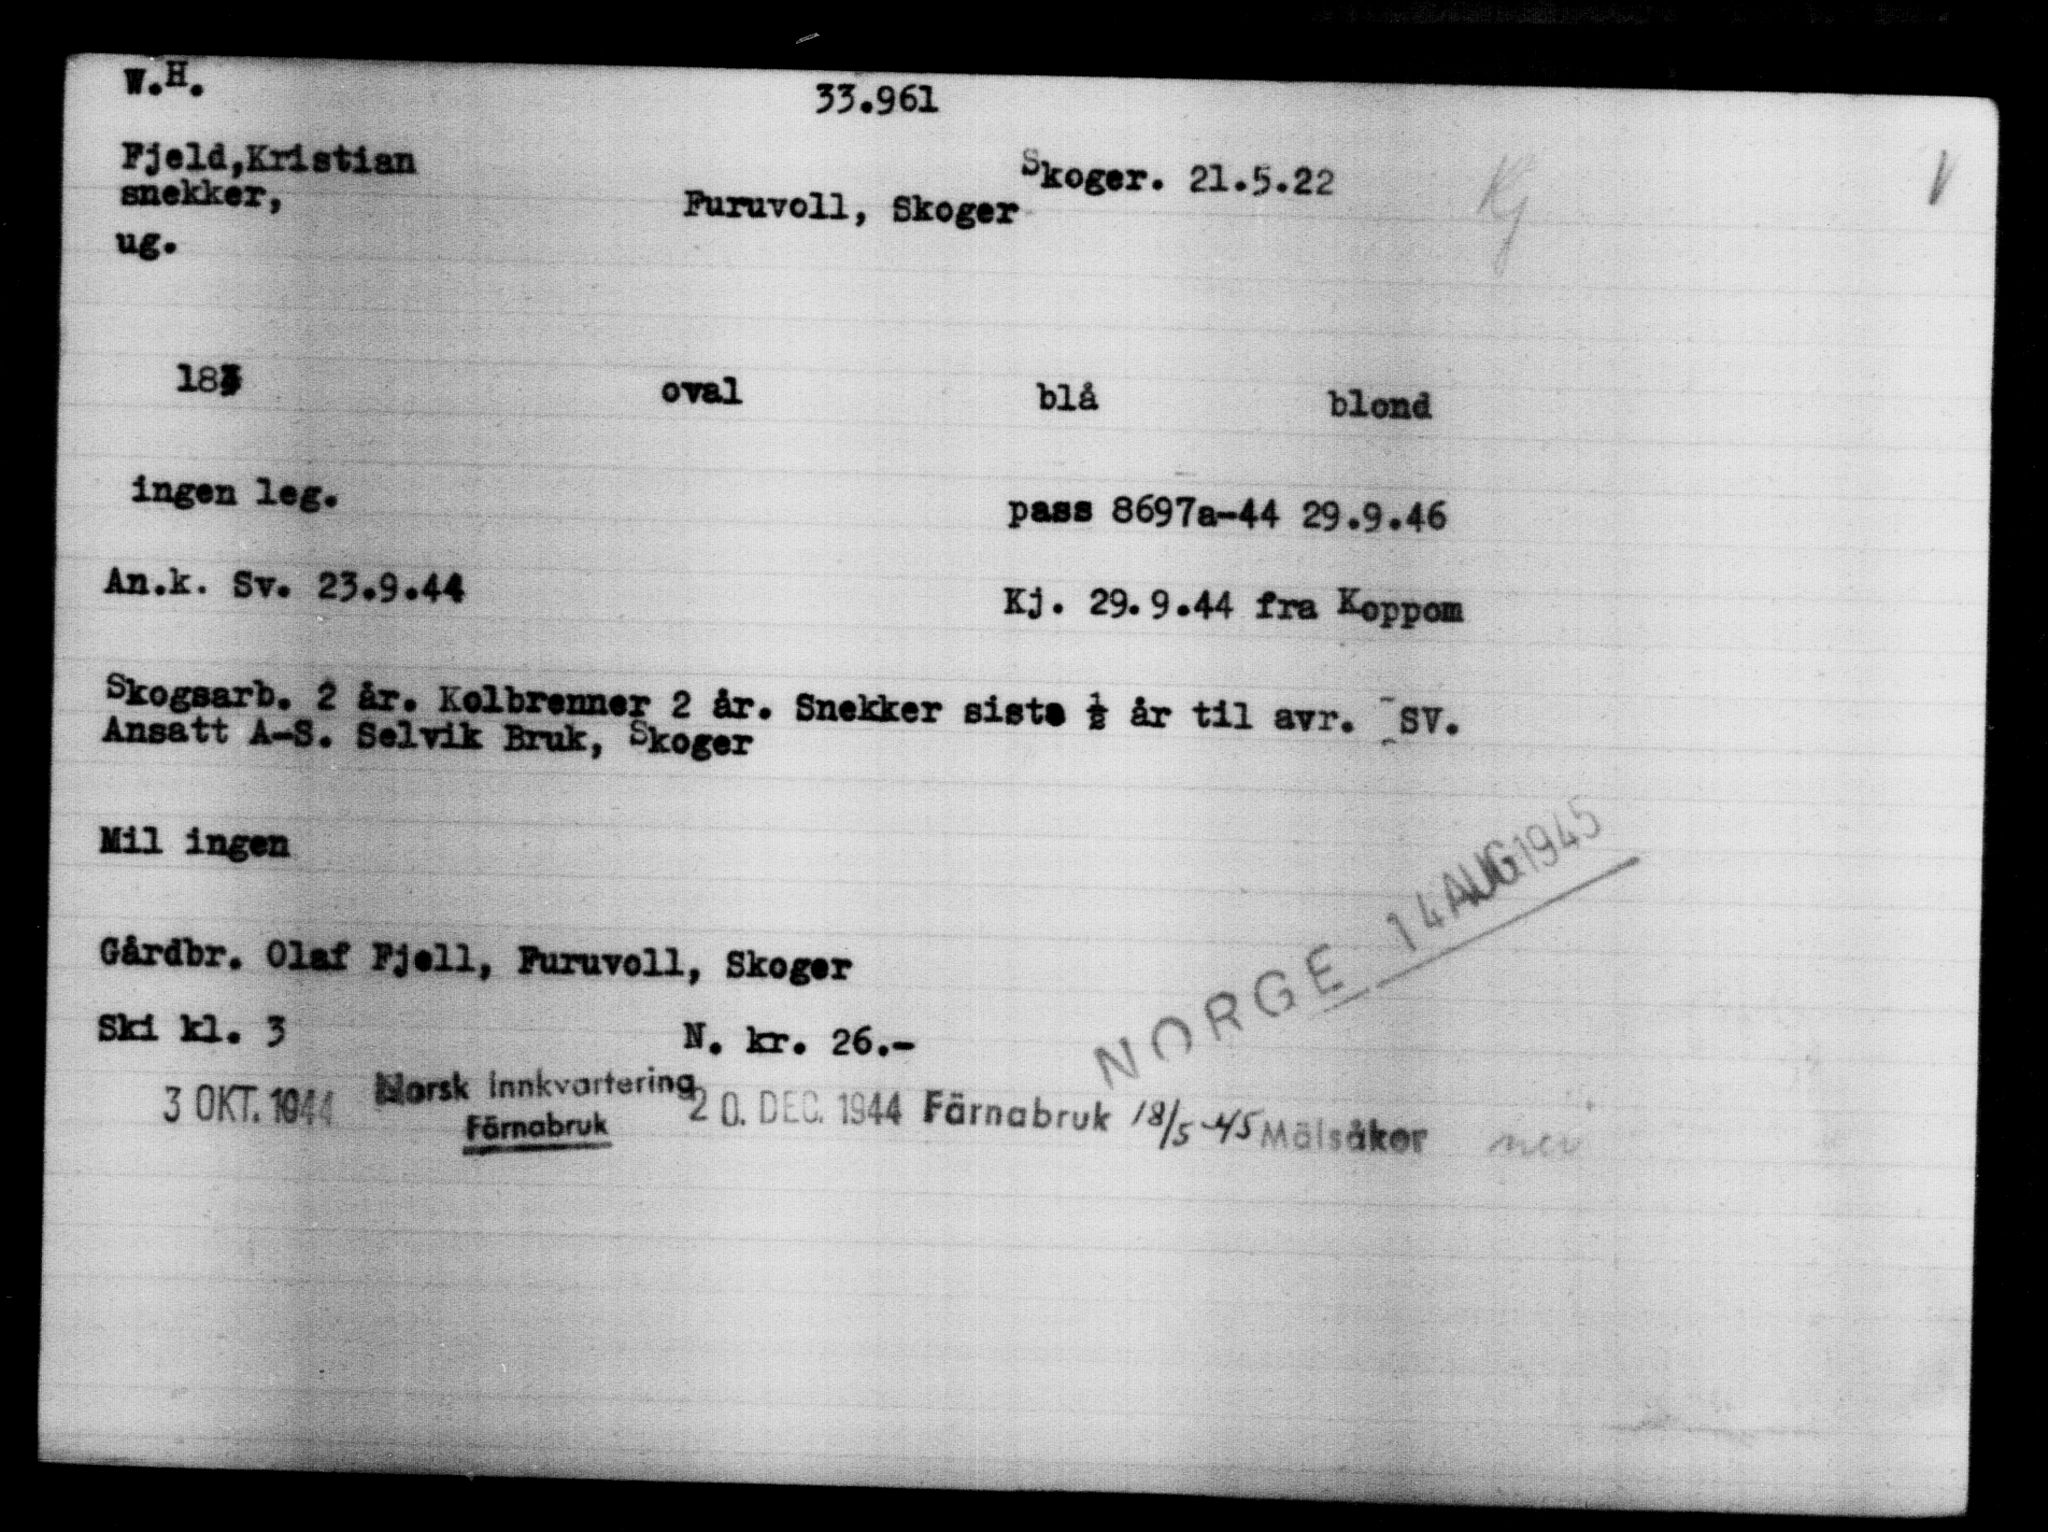 W.H.
33.961
Fjeld,Kristian
Skoger. 21.5.22
Kj
snekker,
Furuvoll, Skoger
ug.
183 oval blå blond
ingen leg. pass 8697a-44 29.9.46
An.k. Sv. 23.9.44 Kj. 29.9.44 fra Koppom
Skogsarb. 2 år. Kolbrenner 2 år. Snekker siste ½ år til avr. SV.
Ansatt A-S. Selvik Bruk, Skoger
Mil ingen
NORGE 14 AUG 1945
Gårdbr. Olaf Fjell, Furuvoll, Skoger
Ski kl. 3 N. kr. 26.-
3 OKT. 1944 Norsk innkvartering
Färnabruk
20. DEC. 1944 Färnabruk 18/5-45 Mälsåker